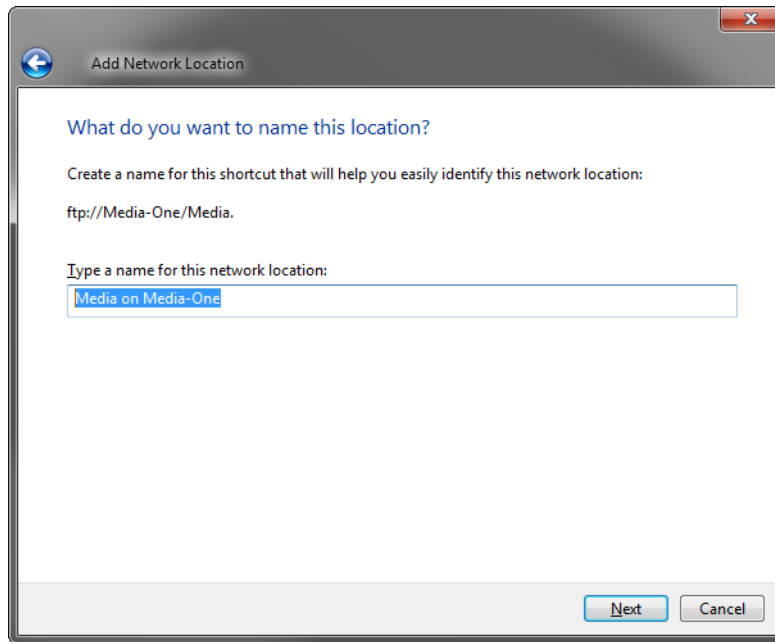 Add Network Location
What do you want to name this location?
Create a name for this shortcut that will help you easily identify this network location:
ftp://Media-One/Media.
Type a name for this network location:
Media on Media-One
Next
Cancel